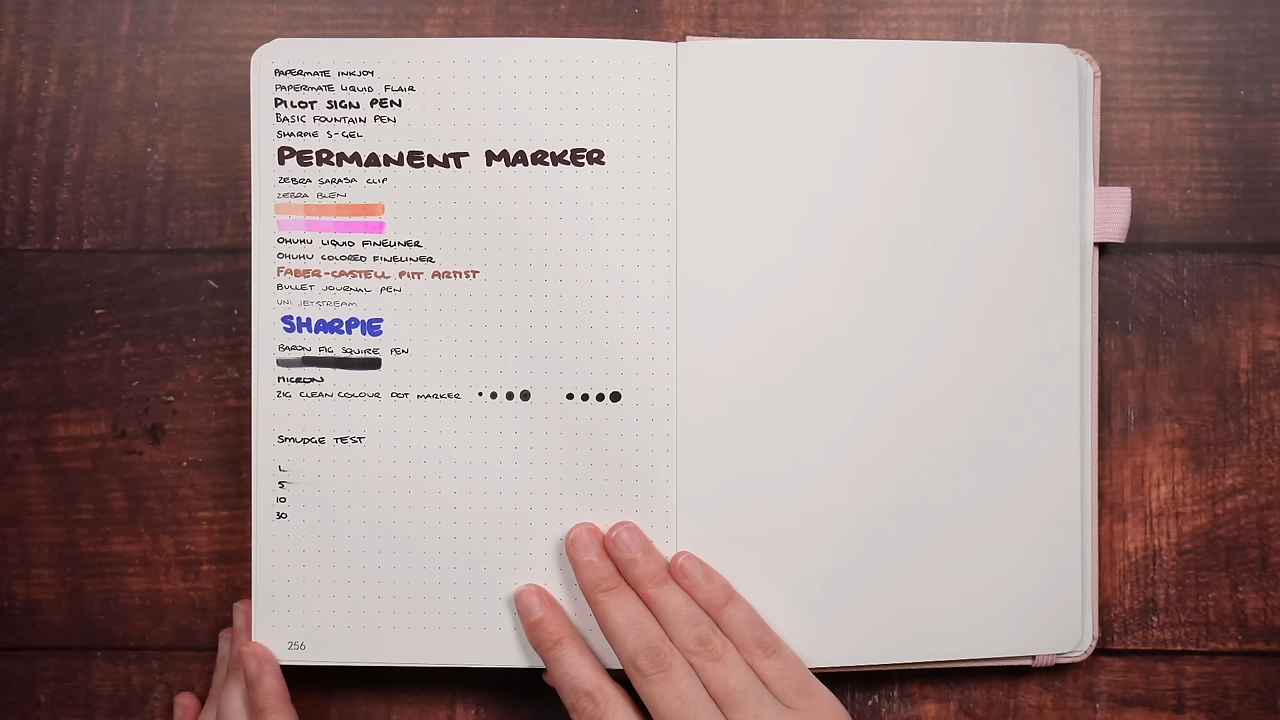 PAPERMATE INKJOY
PAPERMATE LIQUID FLAIR
PILOT SIGN PEN
BASIC FOUNTAIN PEN
SHARPIE S-GEL
PERMANENT MARKER
ZEBRA SARASA CLIP
ZEBRA BLEN
OHUHU LIQUID FINELINER
OHUHU COLORED FINELINER
FABER-CASTELL PITT ARTIST
BULLET JOURNAL PEN
UNI JETSTREAM
SHARPIE
BARON FIG SQUIRE PEN
MICRON
ZIG CLEAN COLOUR DOT MARKER
SMUDGE TEST
1
5
10
30
256